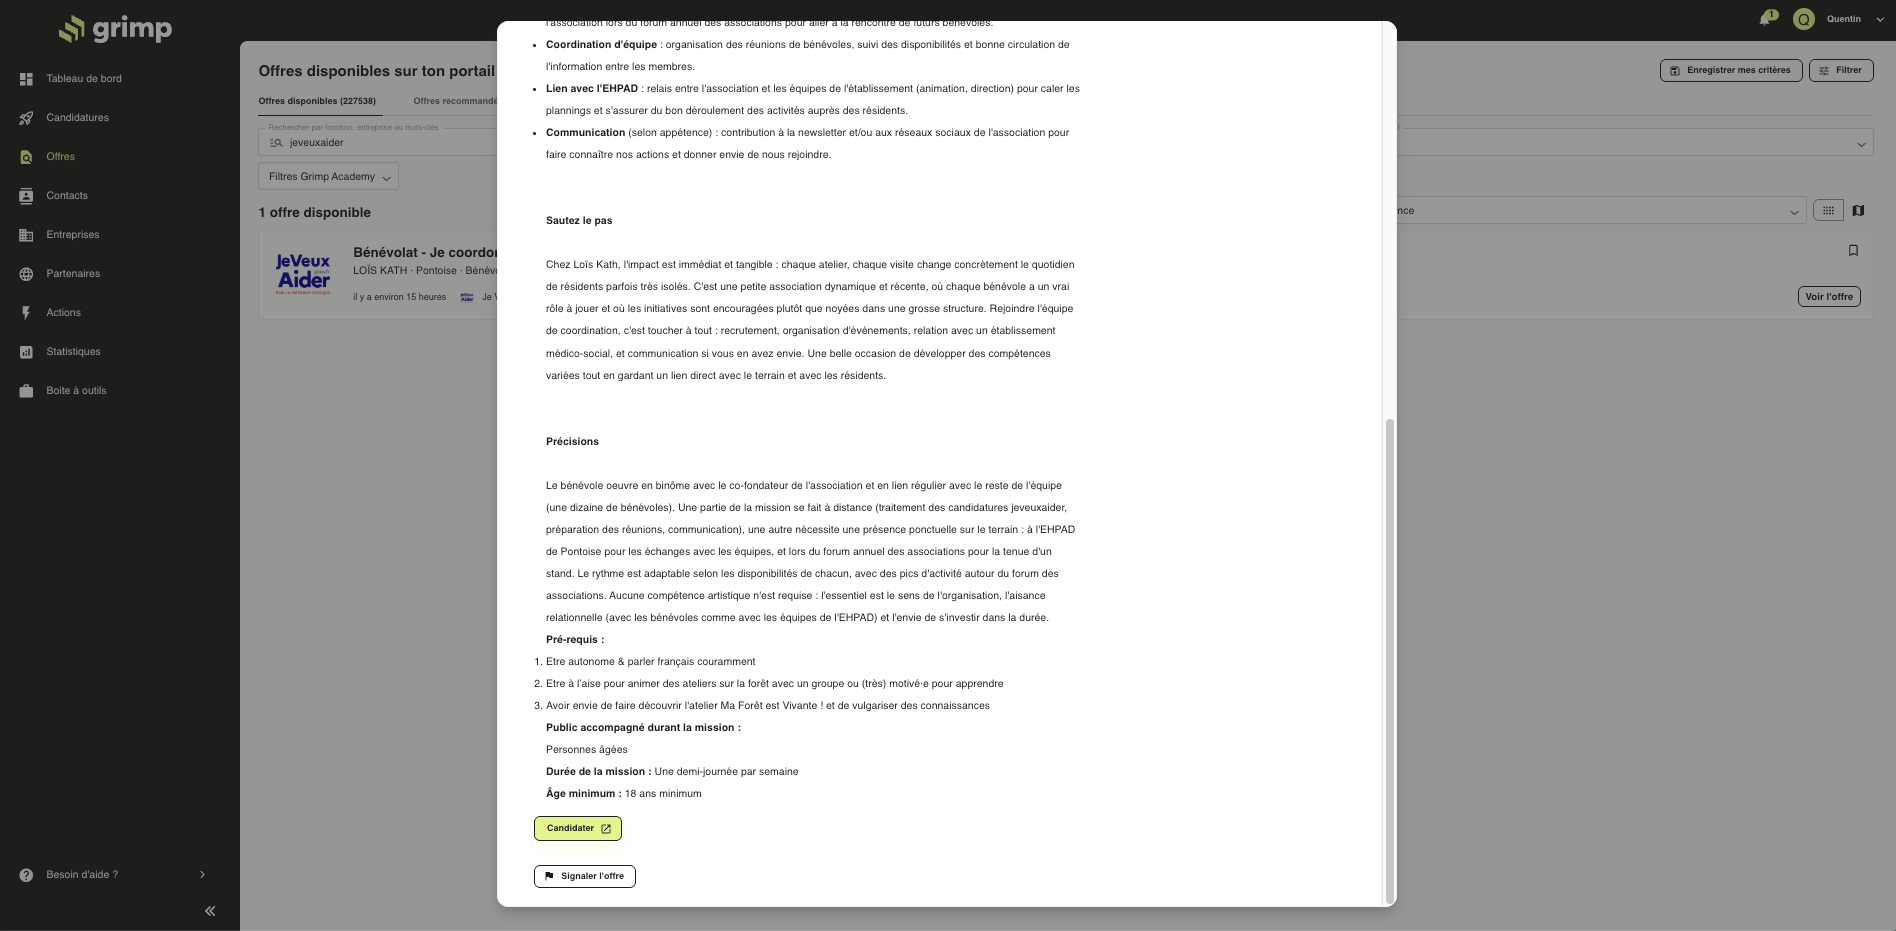 grimp
1
Q
Quentin
Tableau de bord
Candidatures
Offres
Contacts
Entreprises
Partenaires
Actions
Statistiques
Boite à outils
Besoin d'aide ?
Offres disponibles sur ton portail
Enregistrer mes critères
Filtrer
Offres disponibles (227538)
Offres recommandé
Rechercher par fonction, entreprise ou mots-clés
jeveuxaider
Filtres Grimp Academy
1 offre disponible
nce
JeVeux
Aider
Bénévolat - Je coordon
LOÏS KATH · Pontoise · Bénév
il y a environ 15 heures
Je V
Voir l'offre
l'association lors du forum annuel des associations pour aller à la rencontre de futurs bénévoles.
• Coordination d'équipe : organisation des réunions de bénévoles, suivi des disponibilités et bonne circulation de
l'information entre les membres.
• Lien avec l'EHPAD : relais entre l'association et les équipes de l'établissement (animation, direction) pour caler les
plannings et s'assurer du bon déroulement des activités auprès des résidents.
• Communication (selon appétence) : contribution à la newsletter et/ou aux réseaux sociaux de l'association pour
faire connaître nos actions et donner envie de nous rejoindre.
Sautez le pas
Chez Loïs Kath, l'impact est immédiat et tangible : chaque atelier, chaque visite change concrètement le quotidien
de résidents parfois très isolés. C'est une petite association dynamique et récente, où chaque bénévole a un vrai
rôle à jouer et où les initiatives sont encouragées plutôt que noyées dans une grosse structure. Rejoindre l'équipe
de coordination, c'est toucher à tout : recrutement, organisation d'événements, relation avec un établissement
médico-social, et communication si vous en avez envie. Une belle occasion de développer des compétences
variées tout en gardant un lien direct avec le terrain et avec les résidents.
Précisions
Le bénévole oeuvre en binôme avec le co-fondateur de l'association et en lien régulier avec le reste de l'équipe
(une dizaine de bénévoles). Une partie de la mission se fait à distance (traitement des candidatures jeveuxaider,
préparation des réunions, communication), une autre nécessite une présence ponctuelle sur le terrain : à l'EHPAD
de Pontoise pour les échanges avec les équipes, et lors du forum annuel des associations pour la tenue d'un
stand. Le rythme est adaptable selon les disponibilités de chacun, avec des pics d'activité autour du forum des
associations. Aucune compétence artistique n'est requise : l'essentiel est le sens de l'organisation, l'aisance
relationnelle (avec les bénévoles comme avec les équipes de l'EHPAD) et l'envie de s'investir dans la durée.
Pré-requis :
1. Etre autonome & parler français couramment
2. Etre à l'aise pour animer des ateliers sur la forêt avec un groupe ou (très) motivé·e pour apprendre
3. Avoir envie de faire découvrir l'atelier Ma Forêt est Vivante ! et de vulgariser des connaissances
Public accompagné durant la mission :
Personnes âgées
Durée de la mission : Une demi-journée par semaine
Âge minimum : 18 ans minimum
Candidater
Signaler l'offre